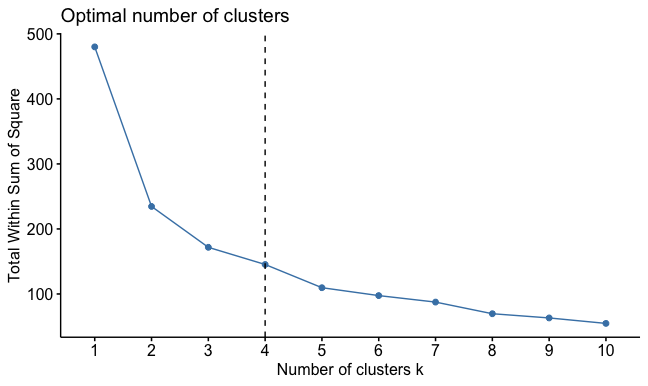 Optimal number of clusters
500
400
300
200
100
Total Within Sum of Square
1 2 3 4 5 6 7 8 9 10
Number of clusters k